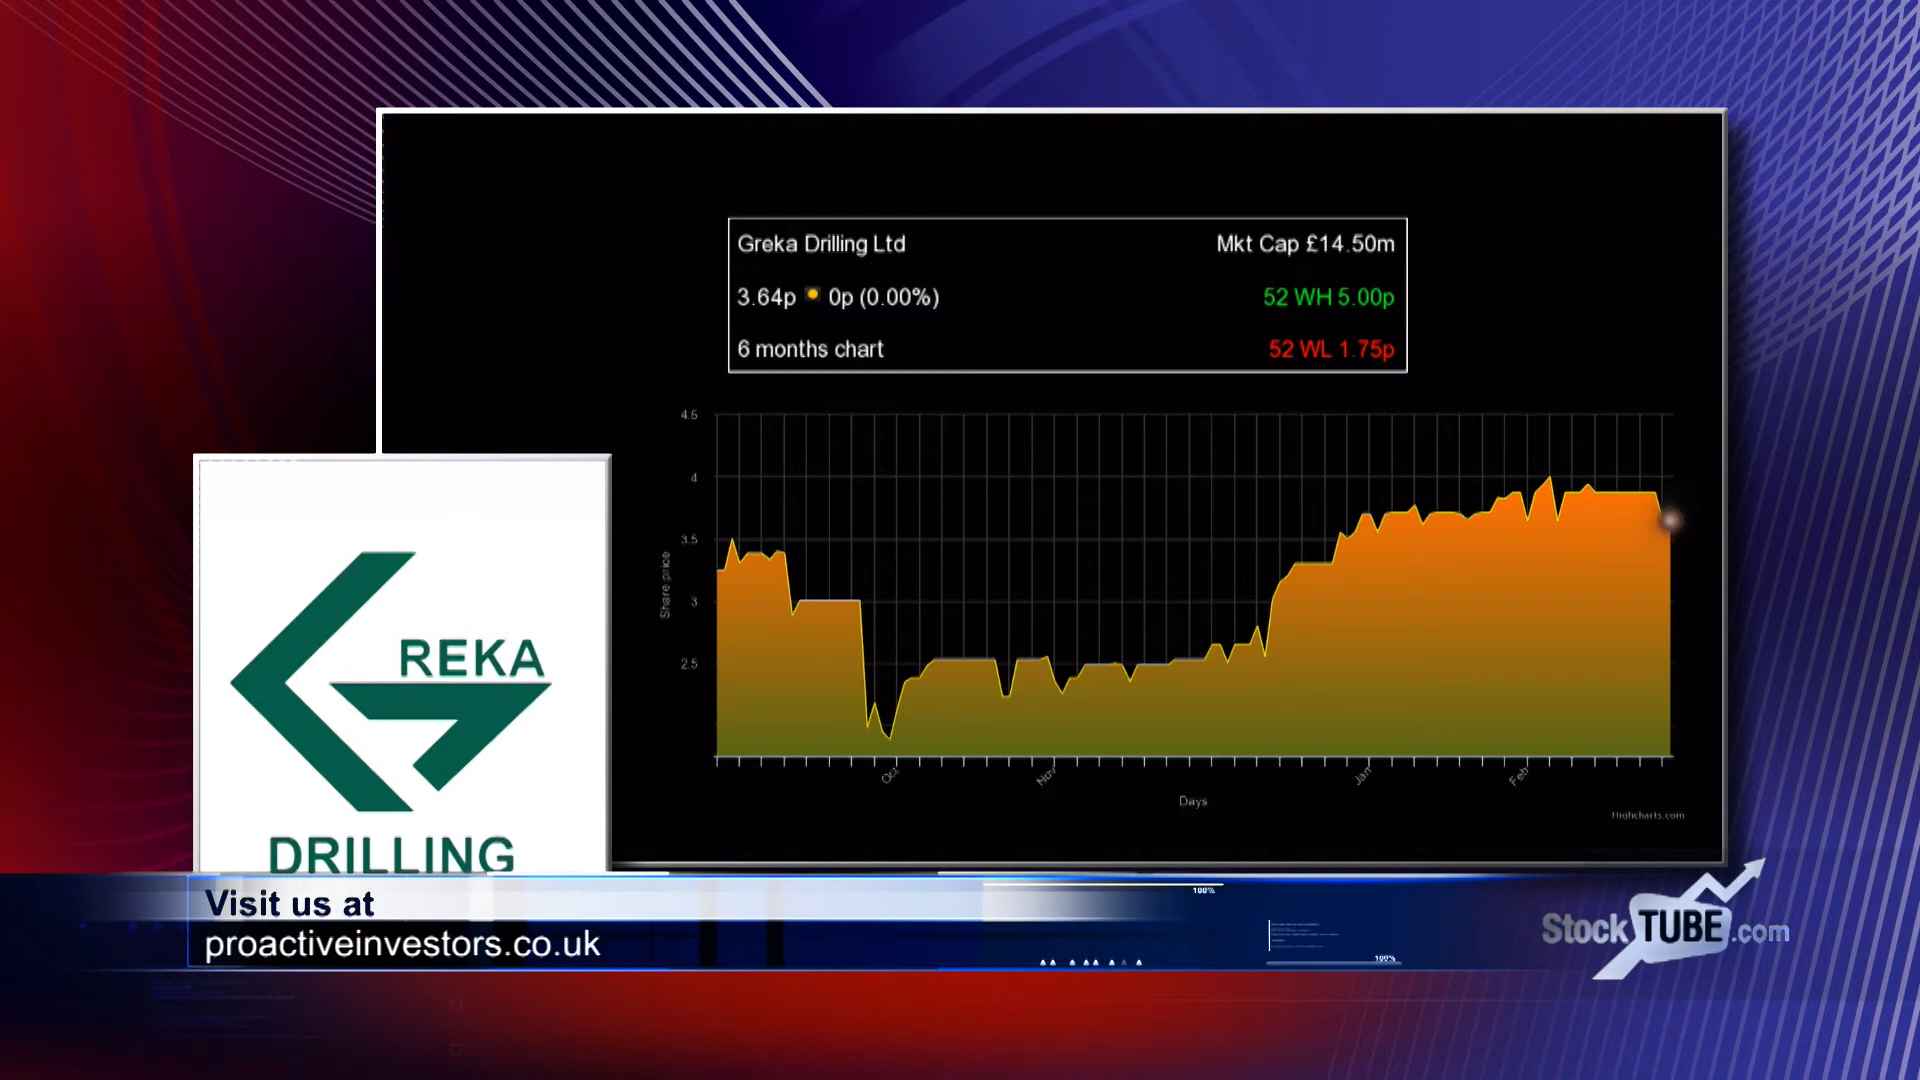 Greka Drilling Ltd
Mkt Cap £14.50m
3.64p 0p (0.00%)
52 WH 5.00p
6 months chart
52 WL 1.75p
4.5
4
3.5
3
2.5
Share price
Oct
Nov
Jan
Feb
Days
Highcharts.com
REKA
DRILLING
Visit us at
proactiveinvestors.co.uk
100%
100%
StockTUBE.com